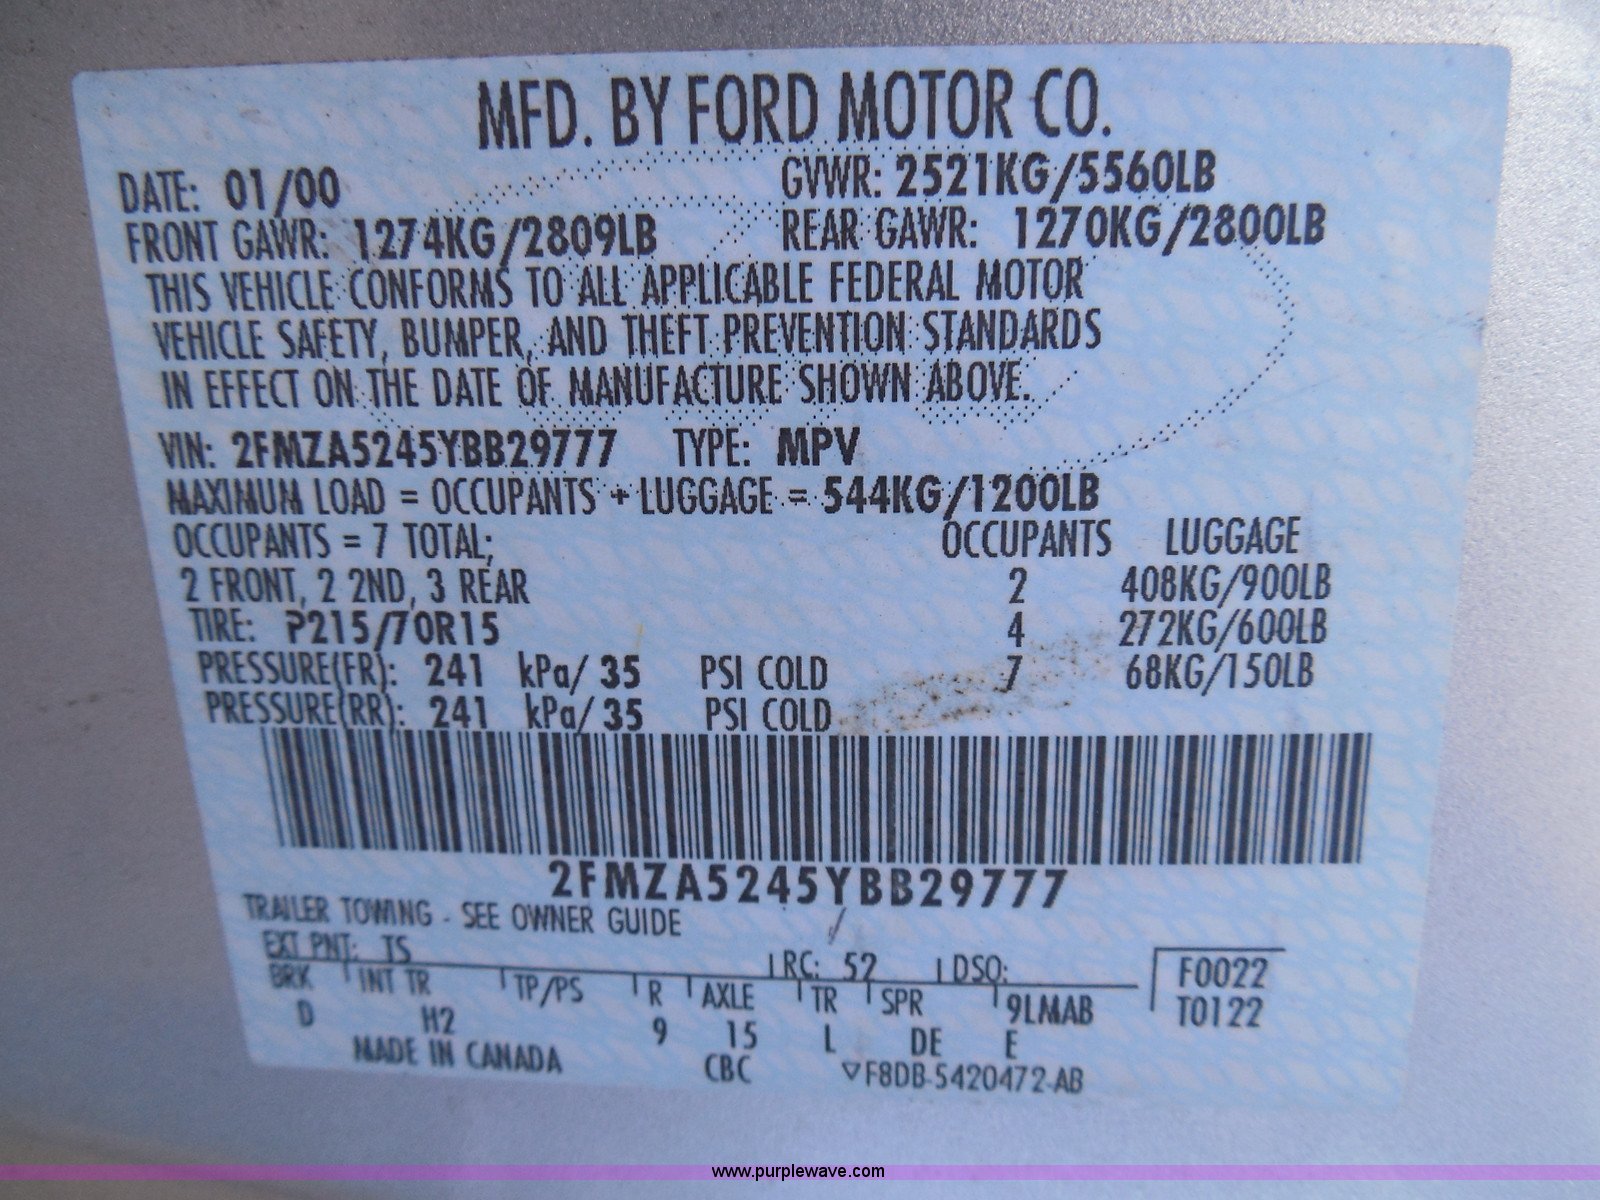 MFD. BY FORD MOTOR CO.
DATE: 01/00 GVWR: 2521KG/5560LB
FRONT GAWR: 1274KG/2809LB REAR GAWR: 1270KG/2800LB
THIS VEHICLE CONFORMS TO ALL APPLICABLE FEDERAL MOTOR
VEHICLE SAFETY, BUMPER, AND THEFT PREVENTION STANDARDS
IN EFFECT ON THE DATE OF MANUFACTURE SHOWN ABOVE.
VIN: 2FMZA5245YBB29777 TYPE: MPV
MAXIMUM LOAD = OCCUPANTS + LUGGAGE = 544KG/1200LB
OCCUPANTS = 7 TOTAL; OCCUPANTS LUGGAGE
2 FRONT, 2 2ND, 3 REAR 2 408KG/900LB
TIRE: P215/70R15 4 272KG/600LB
PRESSURE(FR): 241 kPa/ 35 PSI COLD 7 68KG/150LB
PRESSURE(RR): 241 kPa/ 35 PSI COLD
2FMZA5245YBB29777
TRAILER TOWING - SEE OWNER GUIDE
EXT PNT: TS RC: 52 DSO: F0022
BRK INT TR TP/PS R AXLE TR SPR 9LMAB T0122
D H2 9 15 L DE E
MADE IN CANADA CBC ▽F8DB-5420472-AB
www.purplewave.com